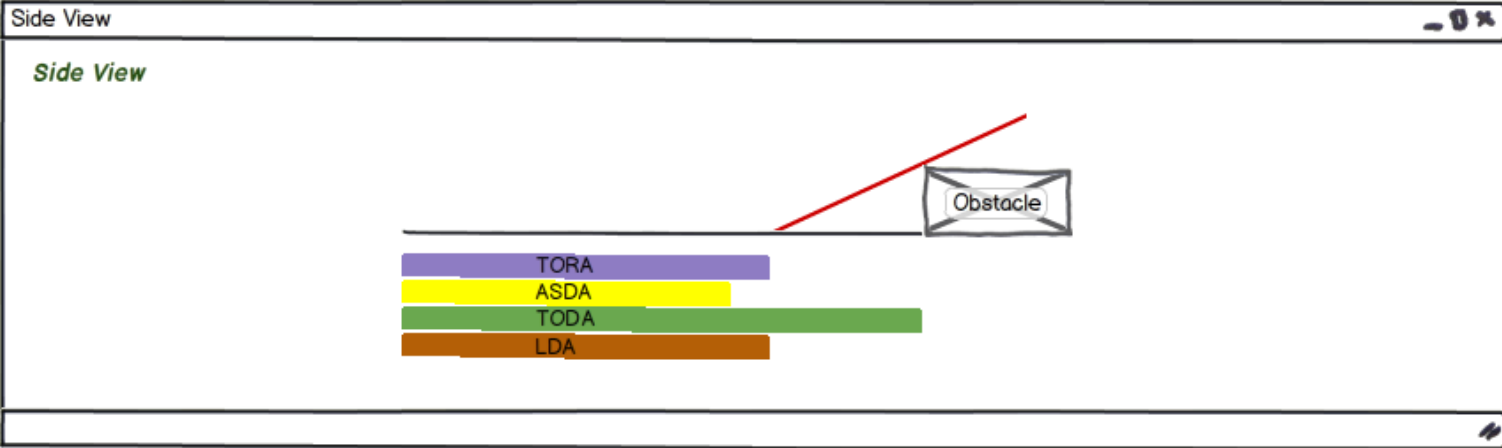 Side View
Side View
Obstacle
TORA
ASDA
TODA
LDA